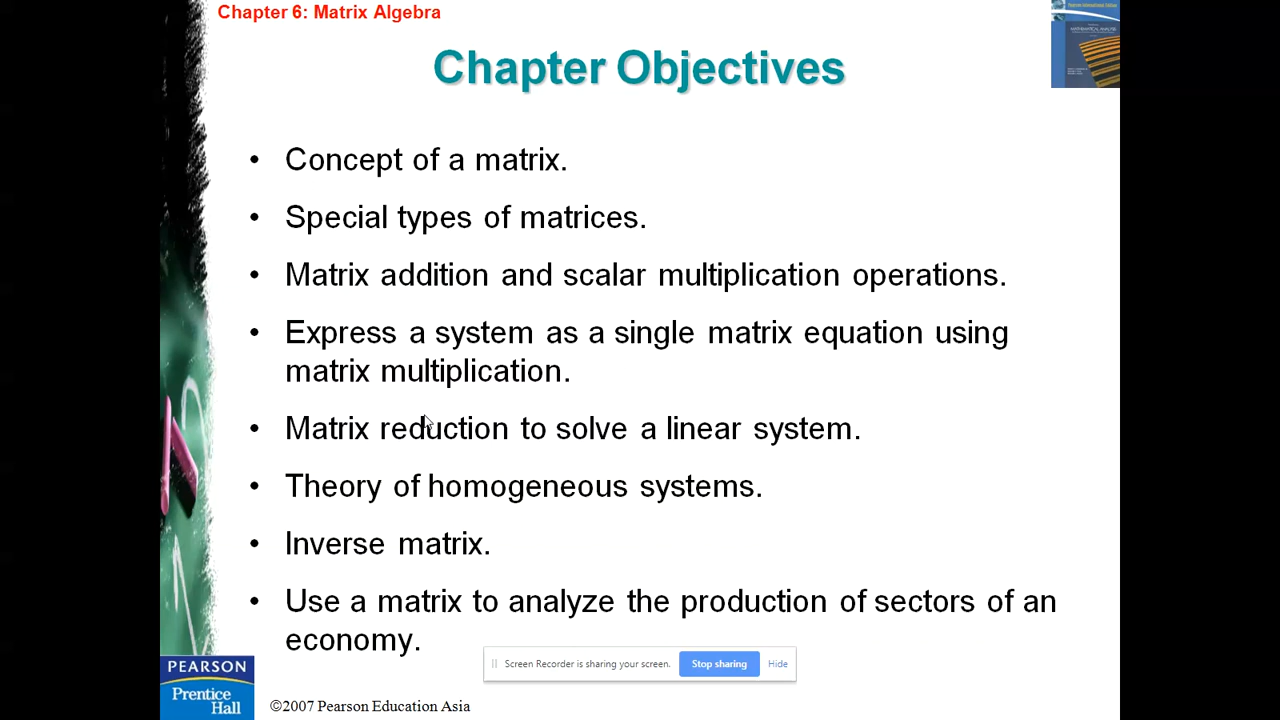 Chapter 6: Matrix Algebra
Chapter Objectives
• Concept of a matrix.
• Special types of matrices.
• Matrix addition and scalar multiplication operations.
• Express a system as a single matrix equation using
matrix multiplication.
• Matrix reduction to solve a linear system.
• Theory of homogeneous systems.
• Inverse matrix.
• Use a matrix to analyze the production of sectors of an
economy.
Screen Recorder is sharing your screen. Stop sharing Hide
PEARSON
Prentice
Hall
©2007 Pearson Education Asia